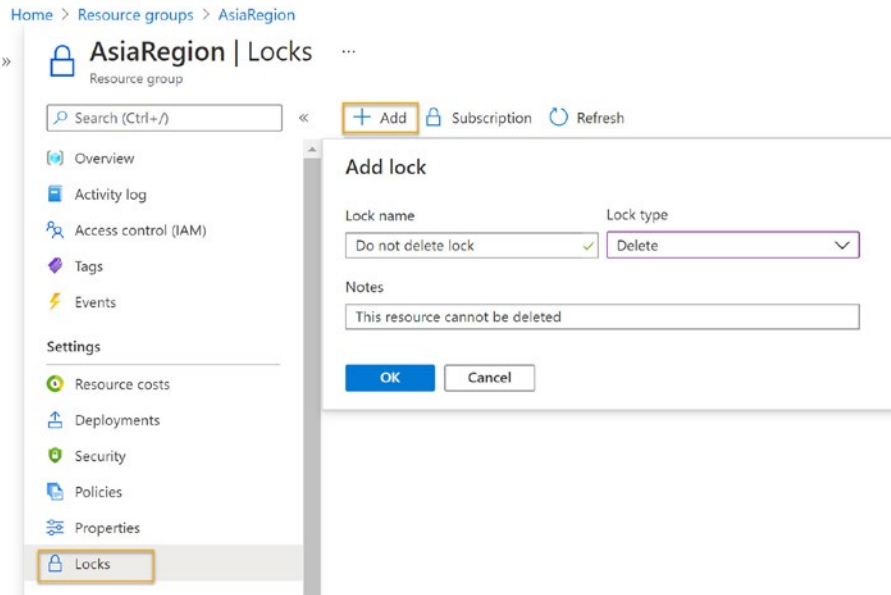 Home > Resource groups > AsiaRegion
»
AsiaRegion | Locks ...
Resource group
Search (Ctrl+/)
«
+ Add
Subscription
Refresh
Overview
Activity log
Access control (IAM)
Tags
Events
Settings
Resource costs
Deployments
Security
Policies
Properties
Locks
Add lock
Lock name
Lock type
Do not delete lock
Delete
Notes
This resource cannot be deleted
OK
Cancel